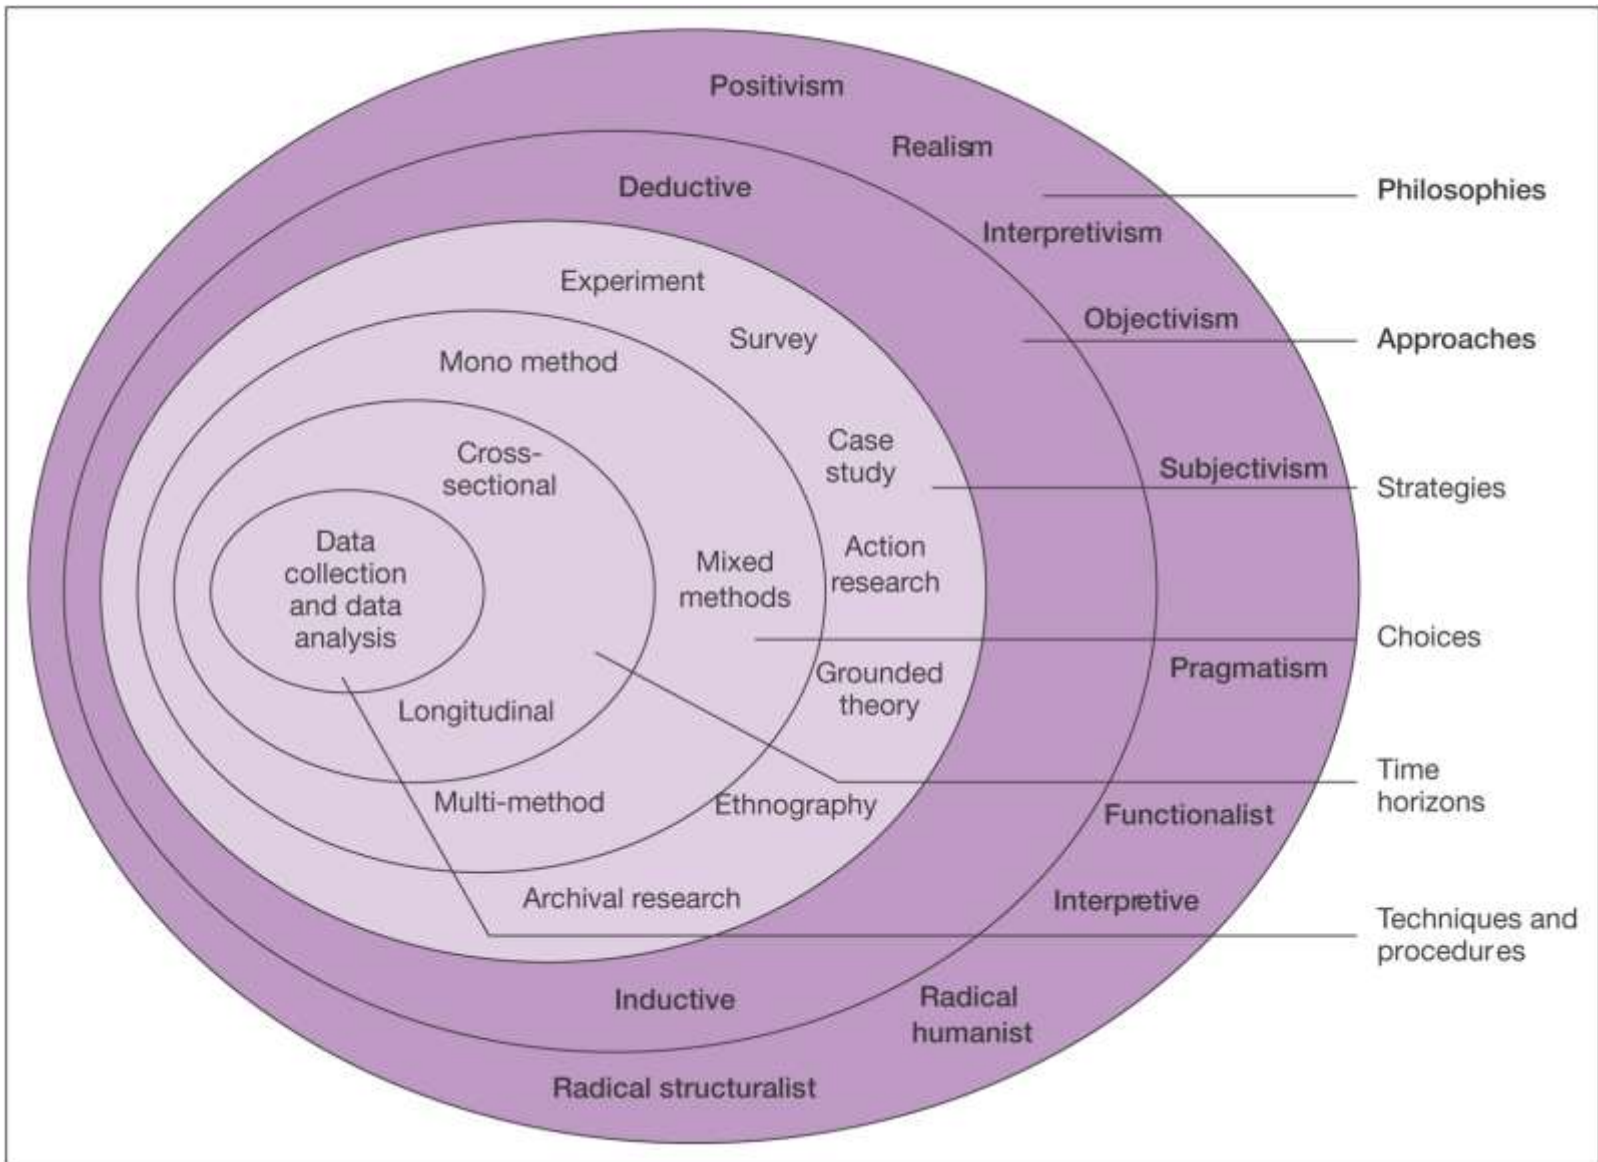 Positivism
Realism
Philosophies
Deductive
Interpretivism
Experiment
Objectivism
Survey
Approaches
Mono method
Case
study
Cross-
sectional
Subjectivism
Strategies
Data
collection
and data
analysis
Mixed
methods
Action
research
Choices
Grounded
theory
Pragmatism
Longitudinal
Time
horizons
Multi-method
Ethnography
Functionalist
Archival research
Interpretive
Techniques and
procedures
Inductive
Radical
humanist
Radical structuralist